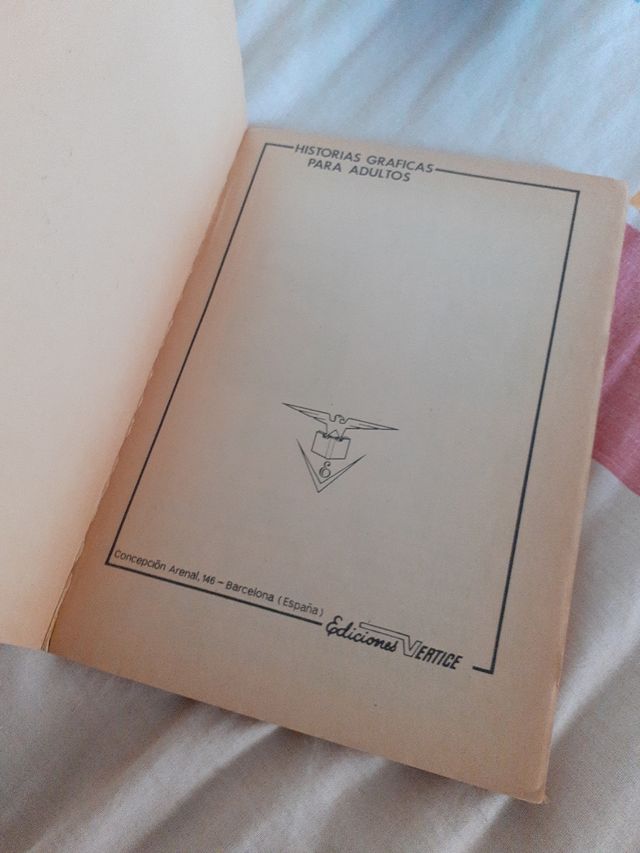 HISTORIAS GRAFICAS
PARA ADULTOS
E
Concepción Arenal, 146 - Barcelona (España)
Ediciones VERTICE